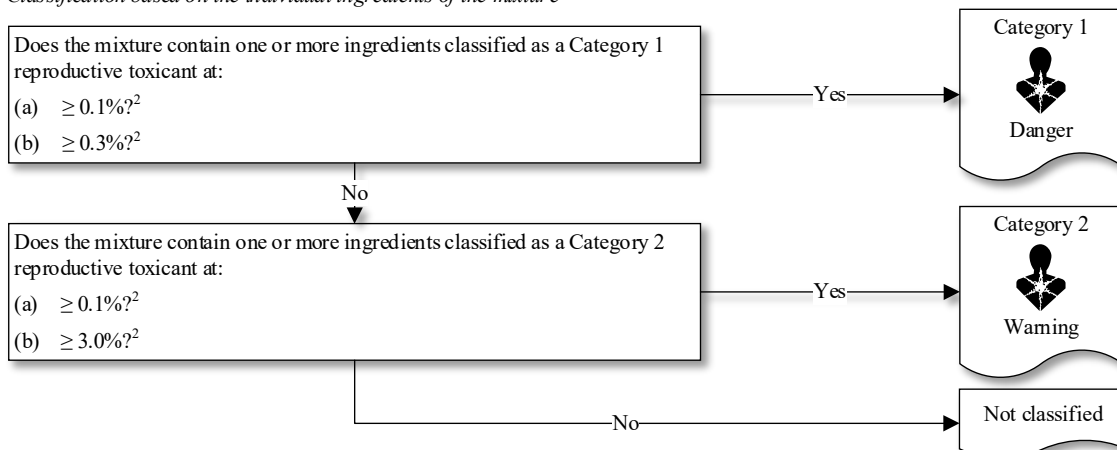 Classification based on the individual ingredients of the mixture
Does the mixture contain one or more ingredients classified as a Category 1
reproductive toxicant at:
(a) ≥ 0.1%?²
(b) ≥ 0.3%?²
Yes
Category 1
Danger
No
Does the mixture contain one or more ingredients classified as a Category 2
reproductive toxicant at:
(a) ≥ 0.1%?²
(b) ≥ 3.0%?²
Yes
Category 2
Warning
No
Not classified